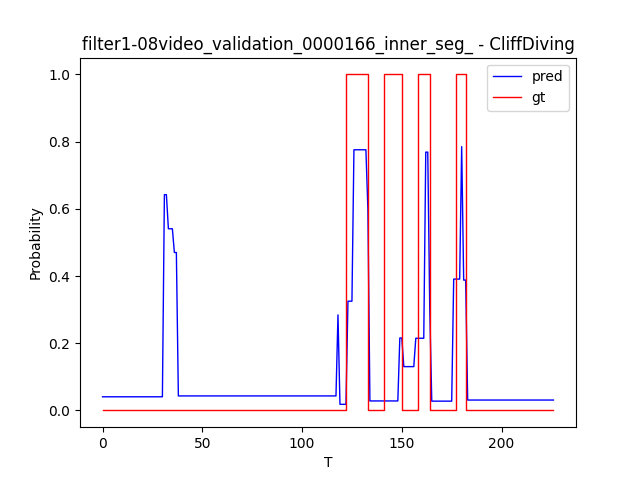 filter1-08video_validation_0000166_inner_seg_ - CliffDiving
pred
gt
1.0
0.8
0.6
0.4
0.2
0.0
Probability
0
50
100
150
200
T